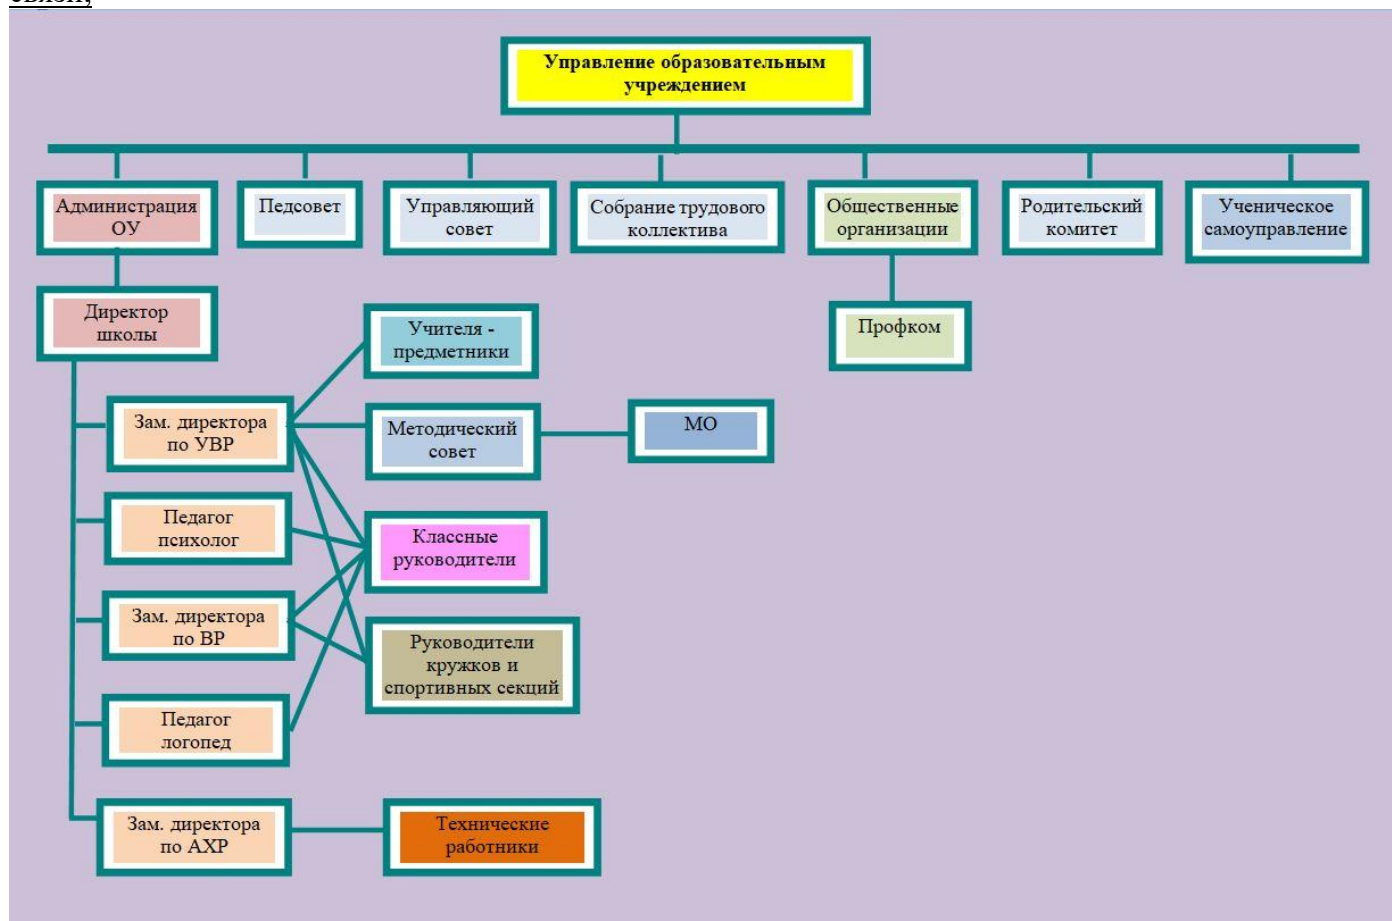 связи;
Управление образовательным
учреждением
Администрация
ОУ
Педсовет
Управляющий
совет
Собрание трудового
коллектива
Общественные
организации
Родительский
комитет
Ученическое
самоуправление
Директор
школы
Учителя -
предметники
Профком
Зам. директора
по УВР
Методический
совет
МО
Педагог
психолог
Классные
руководители
Зам. директора
по ВР
Руководители
кружков и
спортивных секций
Педагог
логопед
Зам. директора
по АХР
Технические
работники